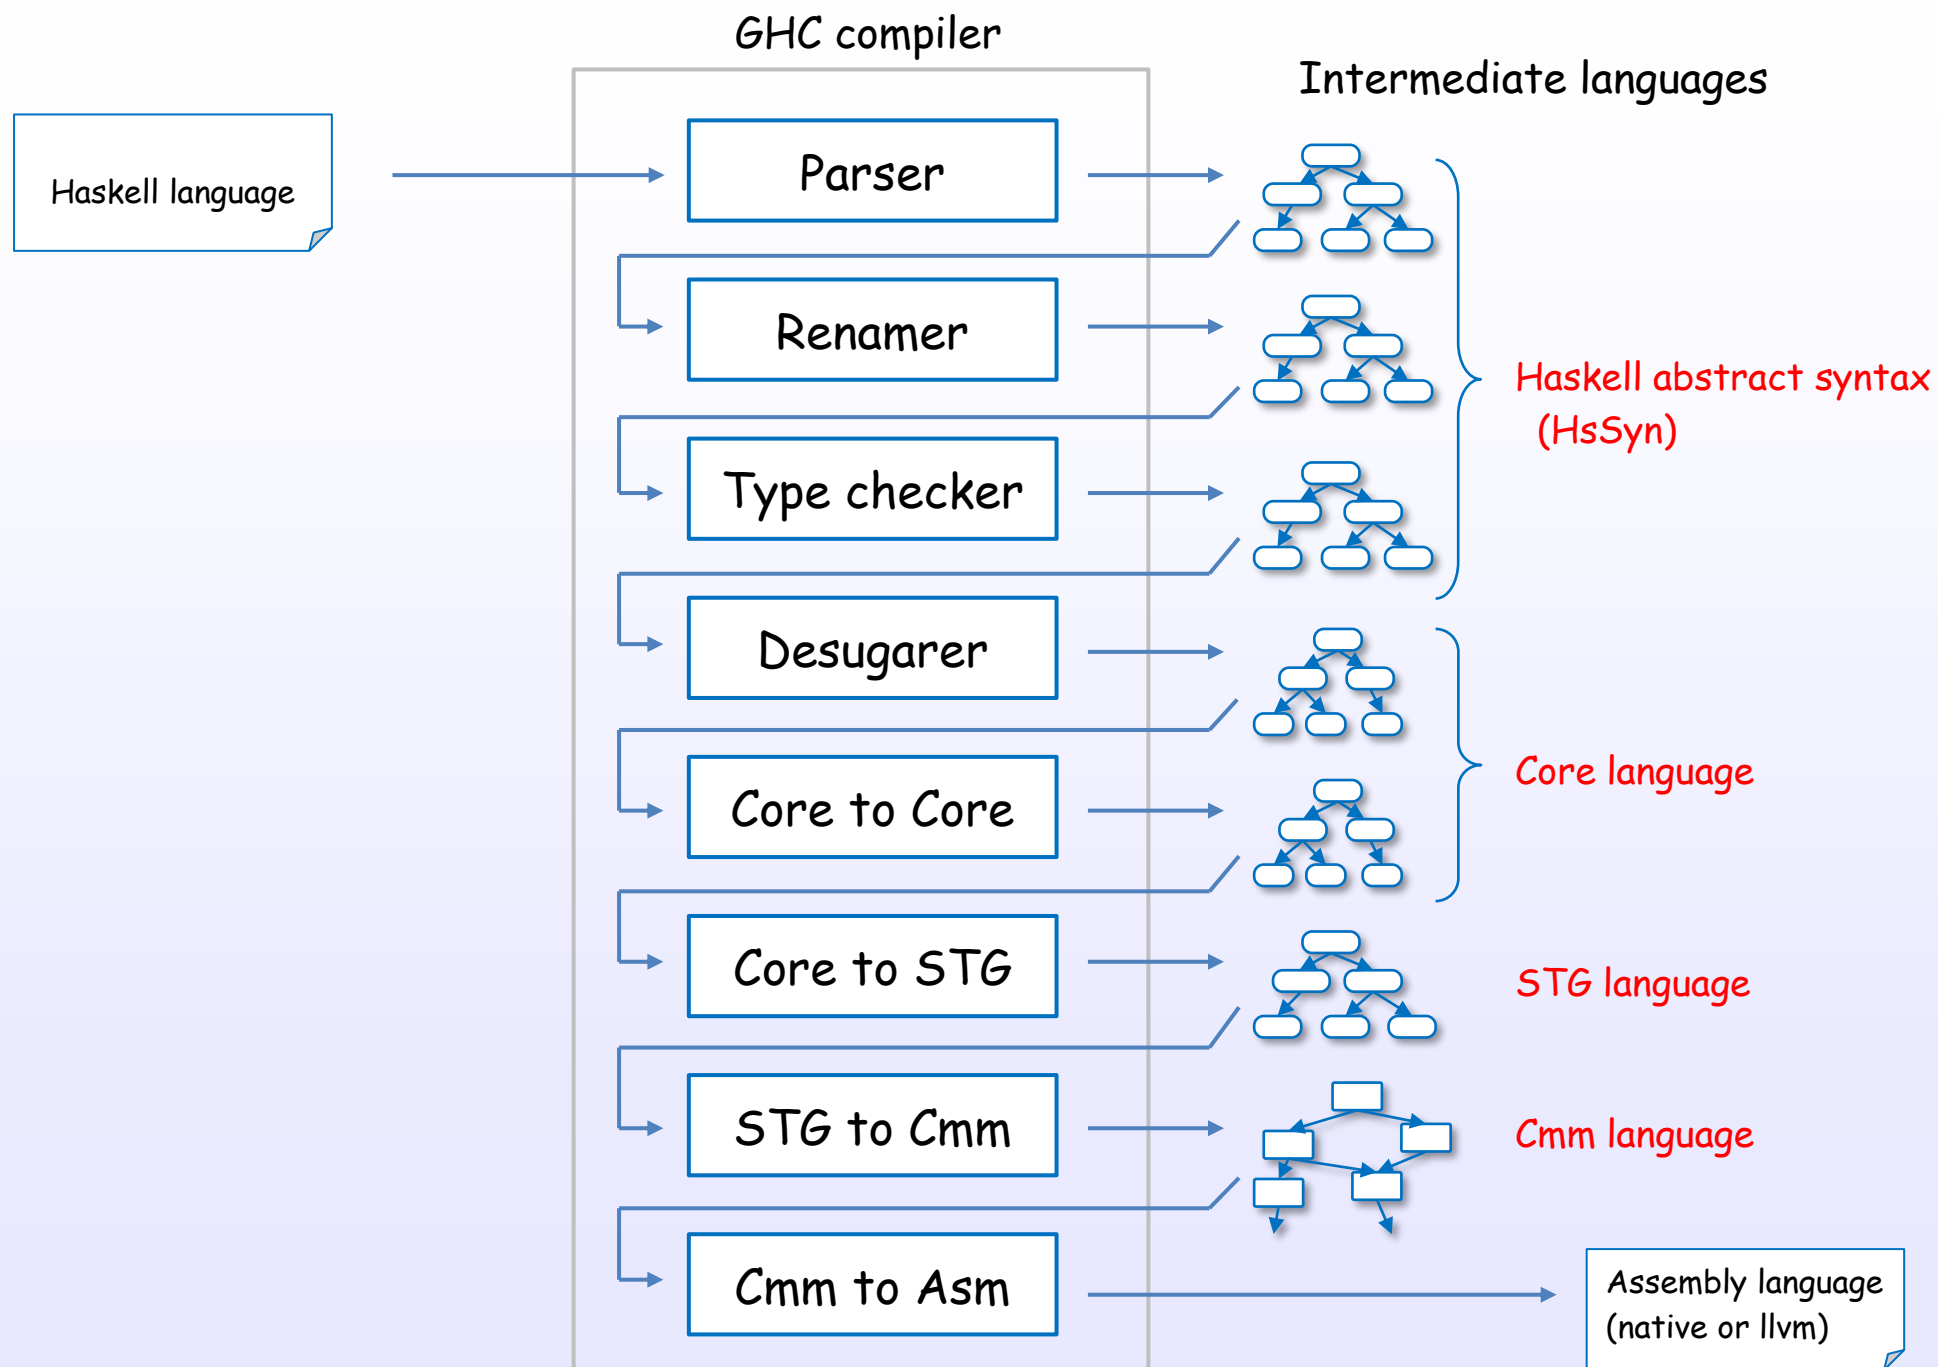 GHC compiler
Intermediate languages
Haskell language
Parser
Renamer
Haskell abstract syntax
(HsSyn)
Type checker
Desugarer
Core to Core
Core language
Core to STG
STG language
STG to Cmm
Cmm language
Cmm to Asm
Assembly language
(native or llvm)